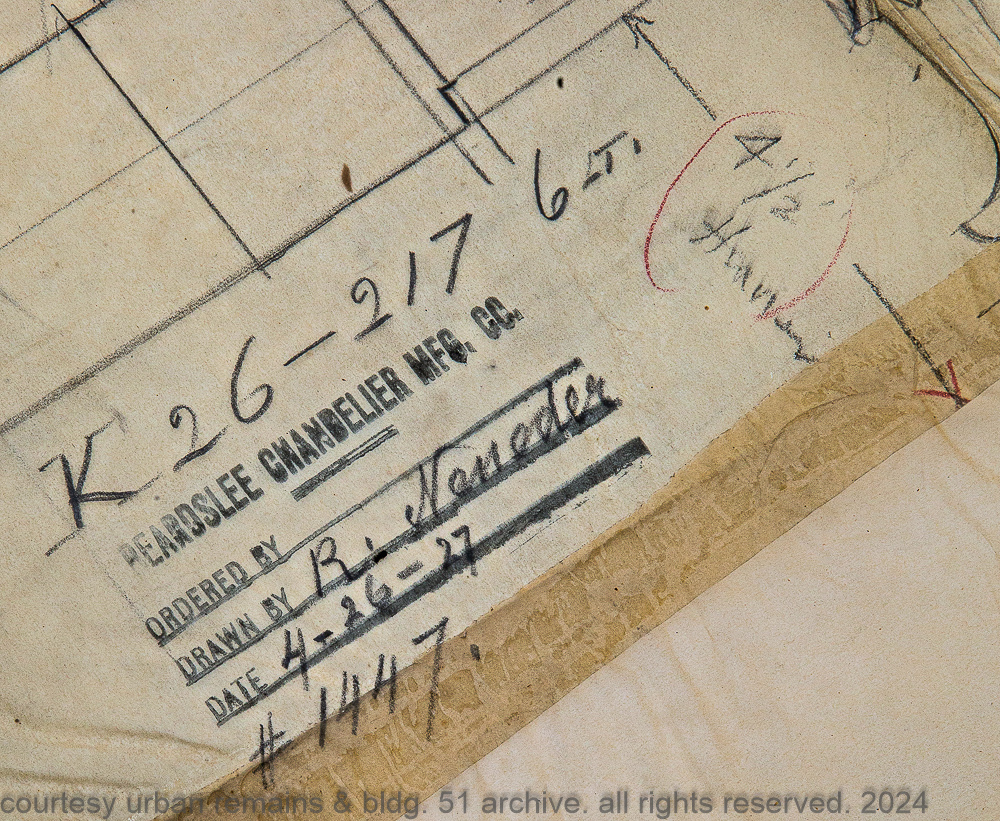 6 LT.
4 1/2
K 26-217
BEARDSLEE CHANDELIER MFG. CO.
ORDERED BY
DRAWN BY R.
DATE 4-26-27
# 1447.
courtesy urban remains & bldg. 51 archive. all rights reserved. 2024